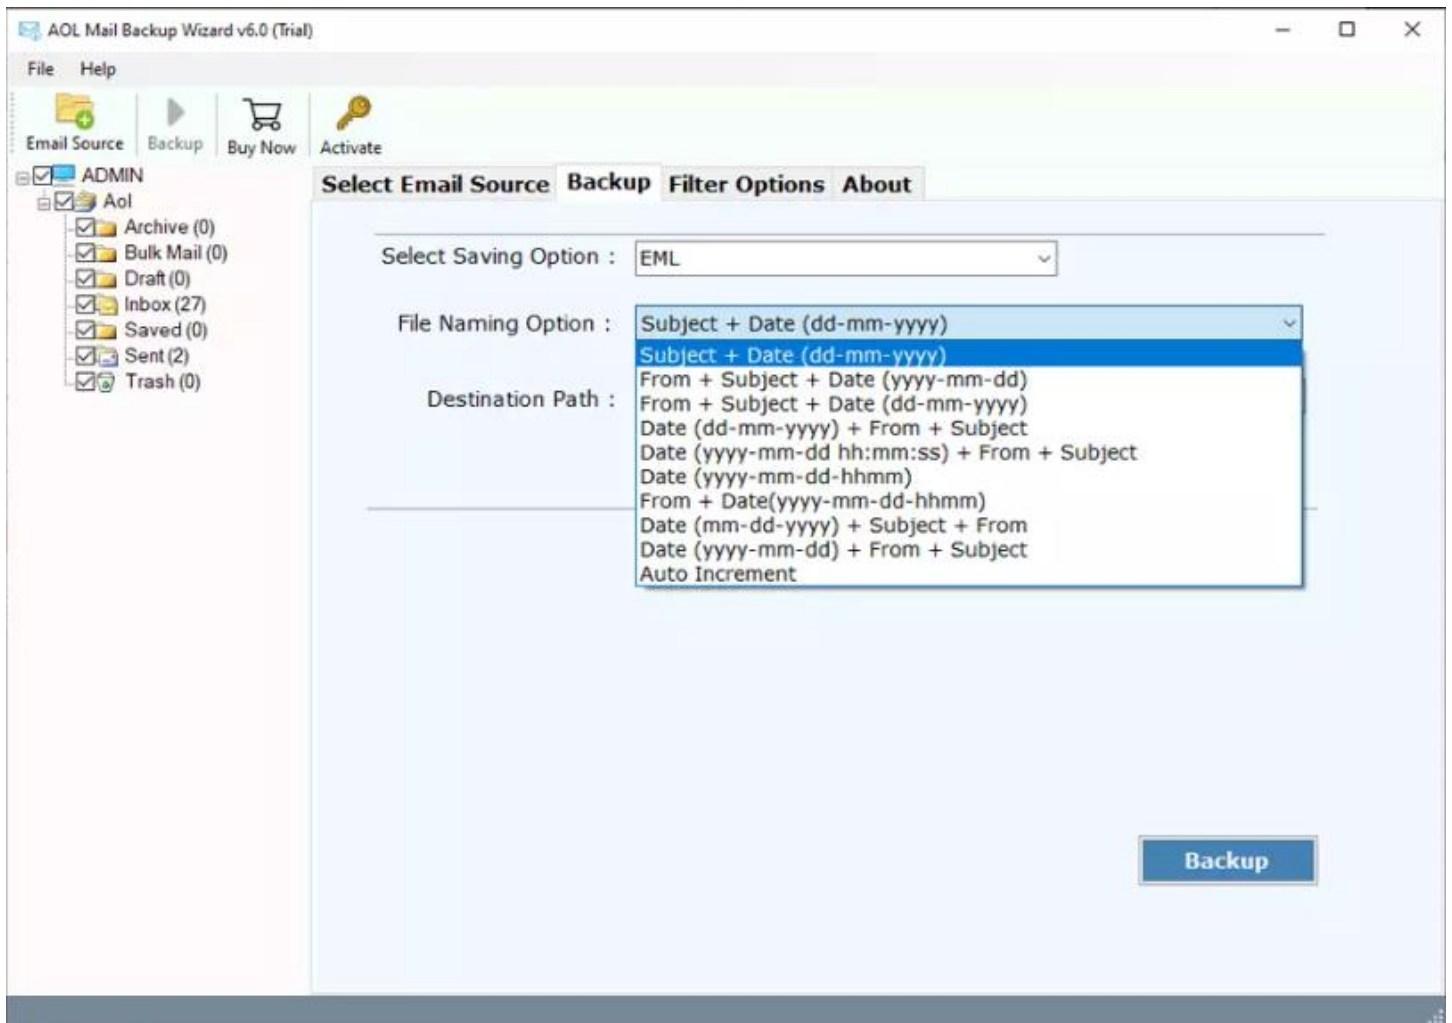 AOL Mail Backup Wizard v6.0 (Trial)
File Help
Email Source Backup Buy Now Activate
ADMIN
Aol
Archive (0)
Bulk Mail (0)
Draft (0)
Inbox (27)
Saved (0)
Sent (2)
Trash (0)
Select Email Source Backup Filter Options About
Select Saving Option : EML
File Naming Option : Subject + Date (dd-mm-yyyy)
Subject + Date (dd-mm-yyyy)
From + Subject + Date (yyyy-mm-dd)
From + Subject + Date (dd-mm-yyyy)
Date (dd-mm-yyyy) + From + Subject
Date (yyyy-mm-dd hh:mm:ss) + From + Subject
Date (yyyy-mm-dd-hhmm)
From + Date(yyyy-mm-dd-hhmm)
Date (mm-dd-yyyy) + Subject + From
Date (yyyy-mm-dd) + From + Subject
Auto Increment
Destination Path :
Backup